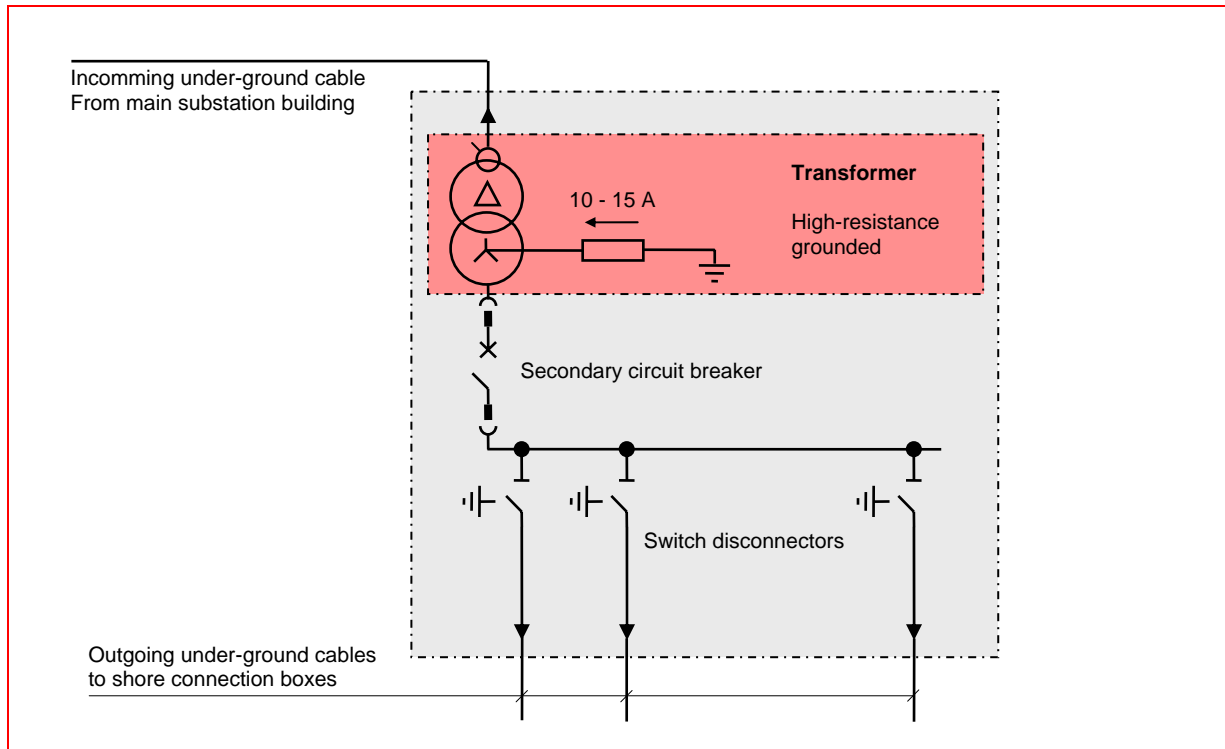 Incomming under-ground cable
From main substation building
Transformer
10 - 15 A
High-resistance
grounded
Secondary circuit breaker
Switch disconnectors
Outgoing under-ground cables
to shore connection boxes